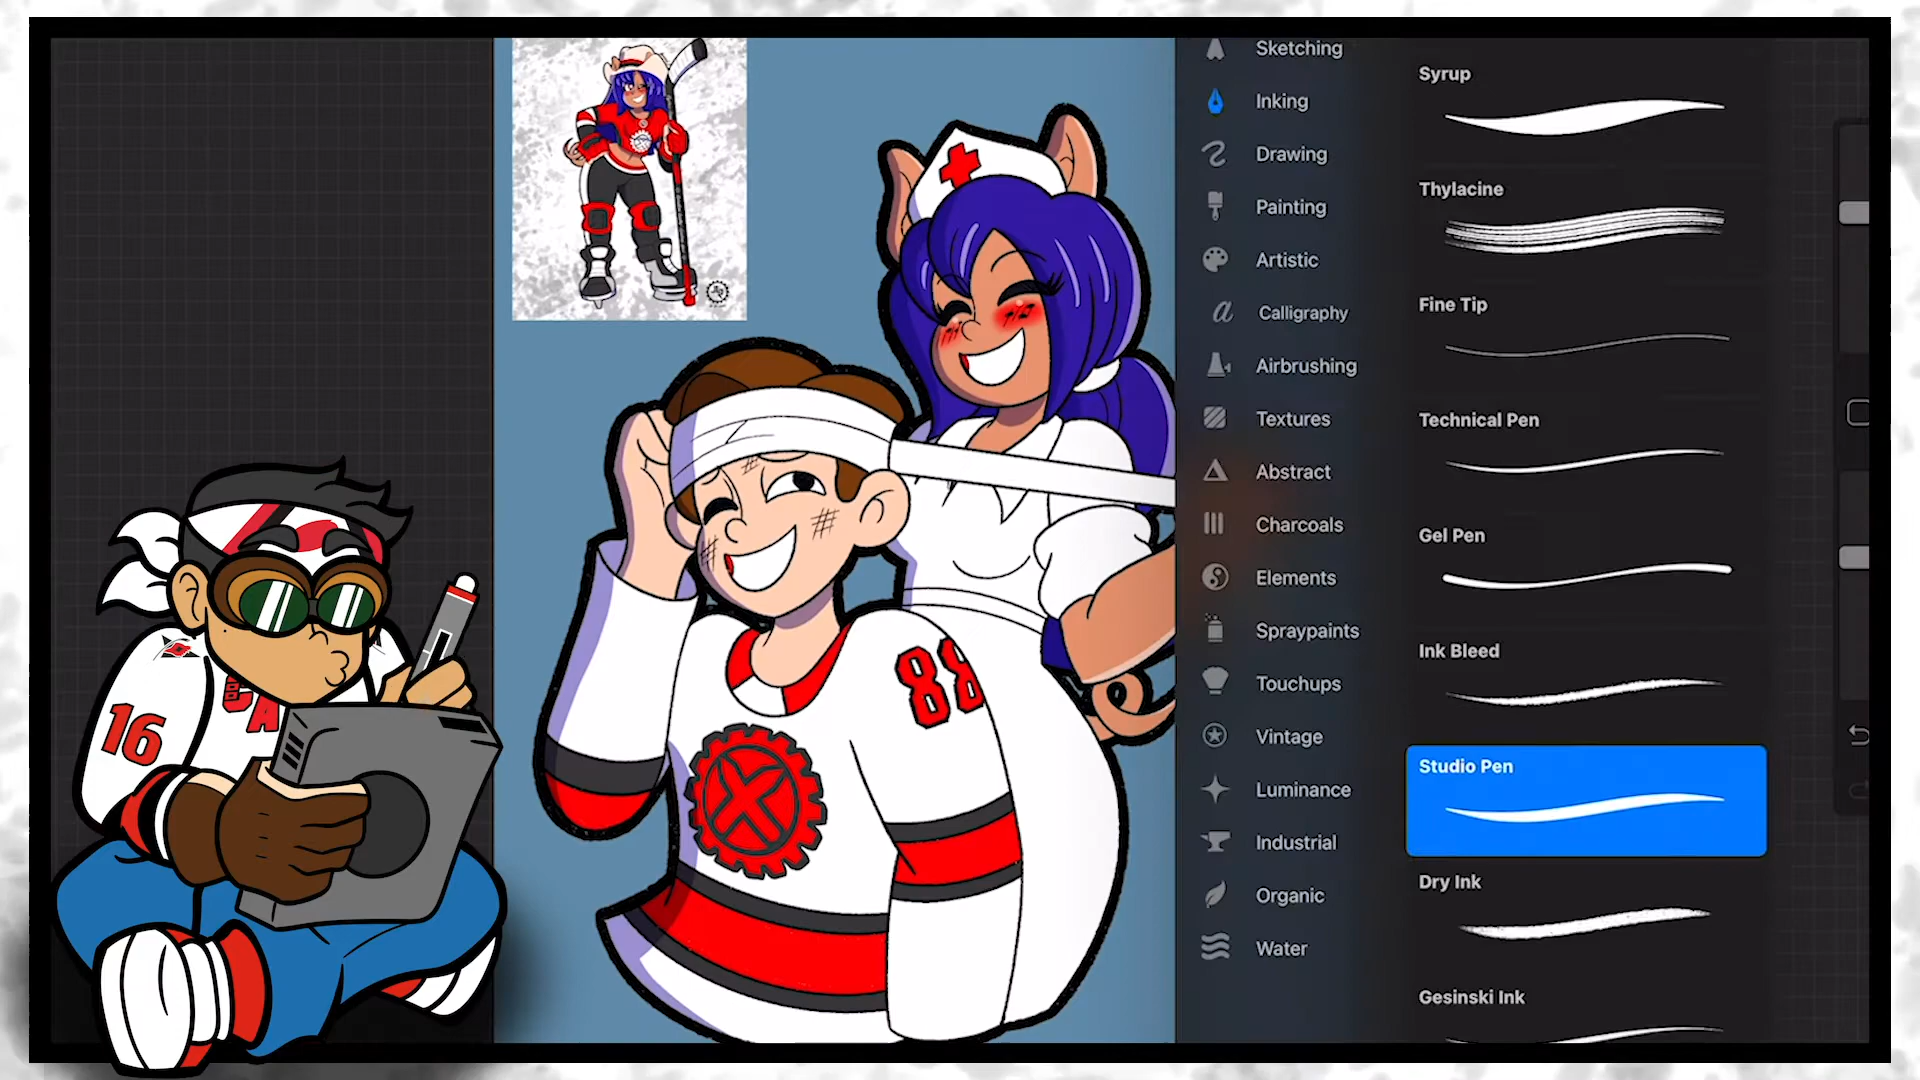 Sketching
Inking
Drawing
Painting
Artistic
Calligraphy
Airbrushing
Textures
Abstract
Charcoals
Elements
Spraypaints
Touchups
Vintage
Luminance
Industrial
Organic
Water
Syrup
Thylacine
Fine Tip
Technical Pen
Gel Pen
Ink Bleed
Studio Pen
Dry Ink
Gesinski Ink
88
16